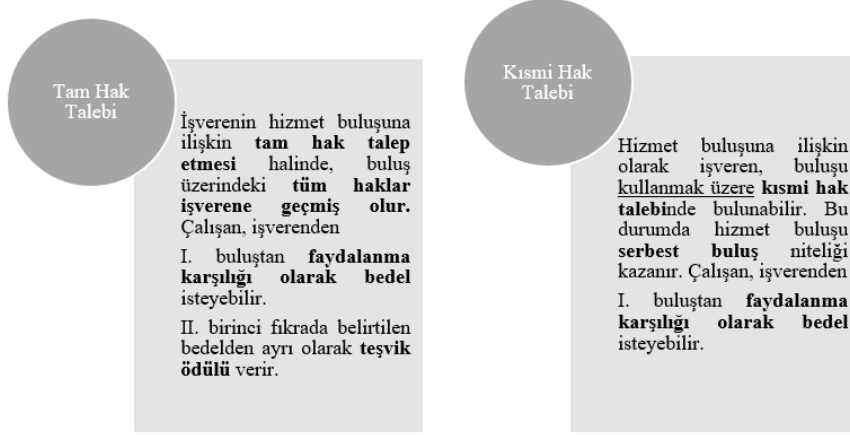 Tam Hak
Talebi
İşverenin hizmet buluşuna
ilişkin tam hak talep
etmesi halinde, buluş
üzerindeki tüm haklar
işverene geçmiş olur.
Çalışan, işverenden
I. buluştan faydalanma
karşılığı olarak bedel
isteyebilir.
II. birinci fıkrada belirtilen
bedelden ayrı olarak teşvik
ödülü verir.
Kısmi Hak
Talebi
Hizmet buluşuna ilişkin
olarak işveren, buluşu
kullanmak üzere kısmi hak
talebinde bulunabilir. Bu
durumda hizmet buluşu
serbest buluş niteliği
kazanır. Çalışan, işverenden
I. buluştan faydalanma
karşılığı olarak bedel
isteyebilir.